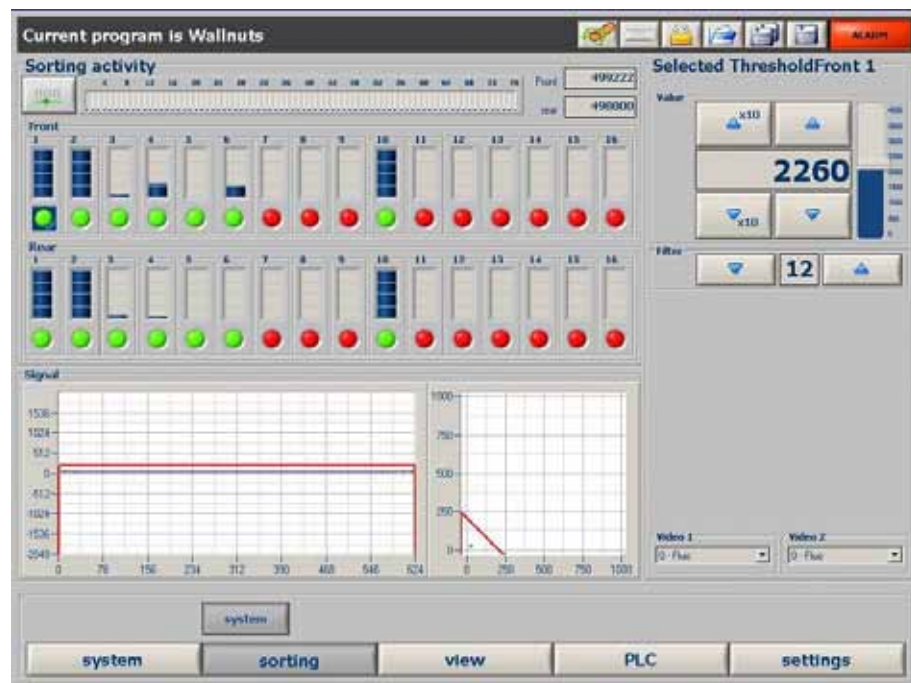 Current program is Wallnuts
ALARM
Sorting activity
Front 499222
rear 498000
Front
1 2 3 4 5 6 7 8 9 10 11 12 13 14 15 16
Rear
1 2 3 4 5 6 7 8 9 10 11 12 13 14 15 16
Signal
1536
1024
512
0
-512
-1024
-1536
-2048
0 78 156 234 312 390 468 546 624
1000
750
500
250
0
0 250 500 750 1000
Selected ThresholdFront 1
Value
x10
2260
x10
Filter
12
Video 1 Video 2
0 - Fluo 0 - Fluo
system
system sorting view PLC settings